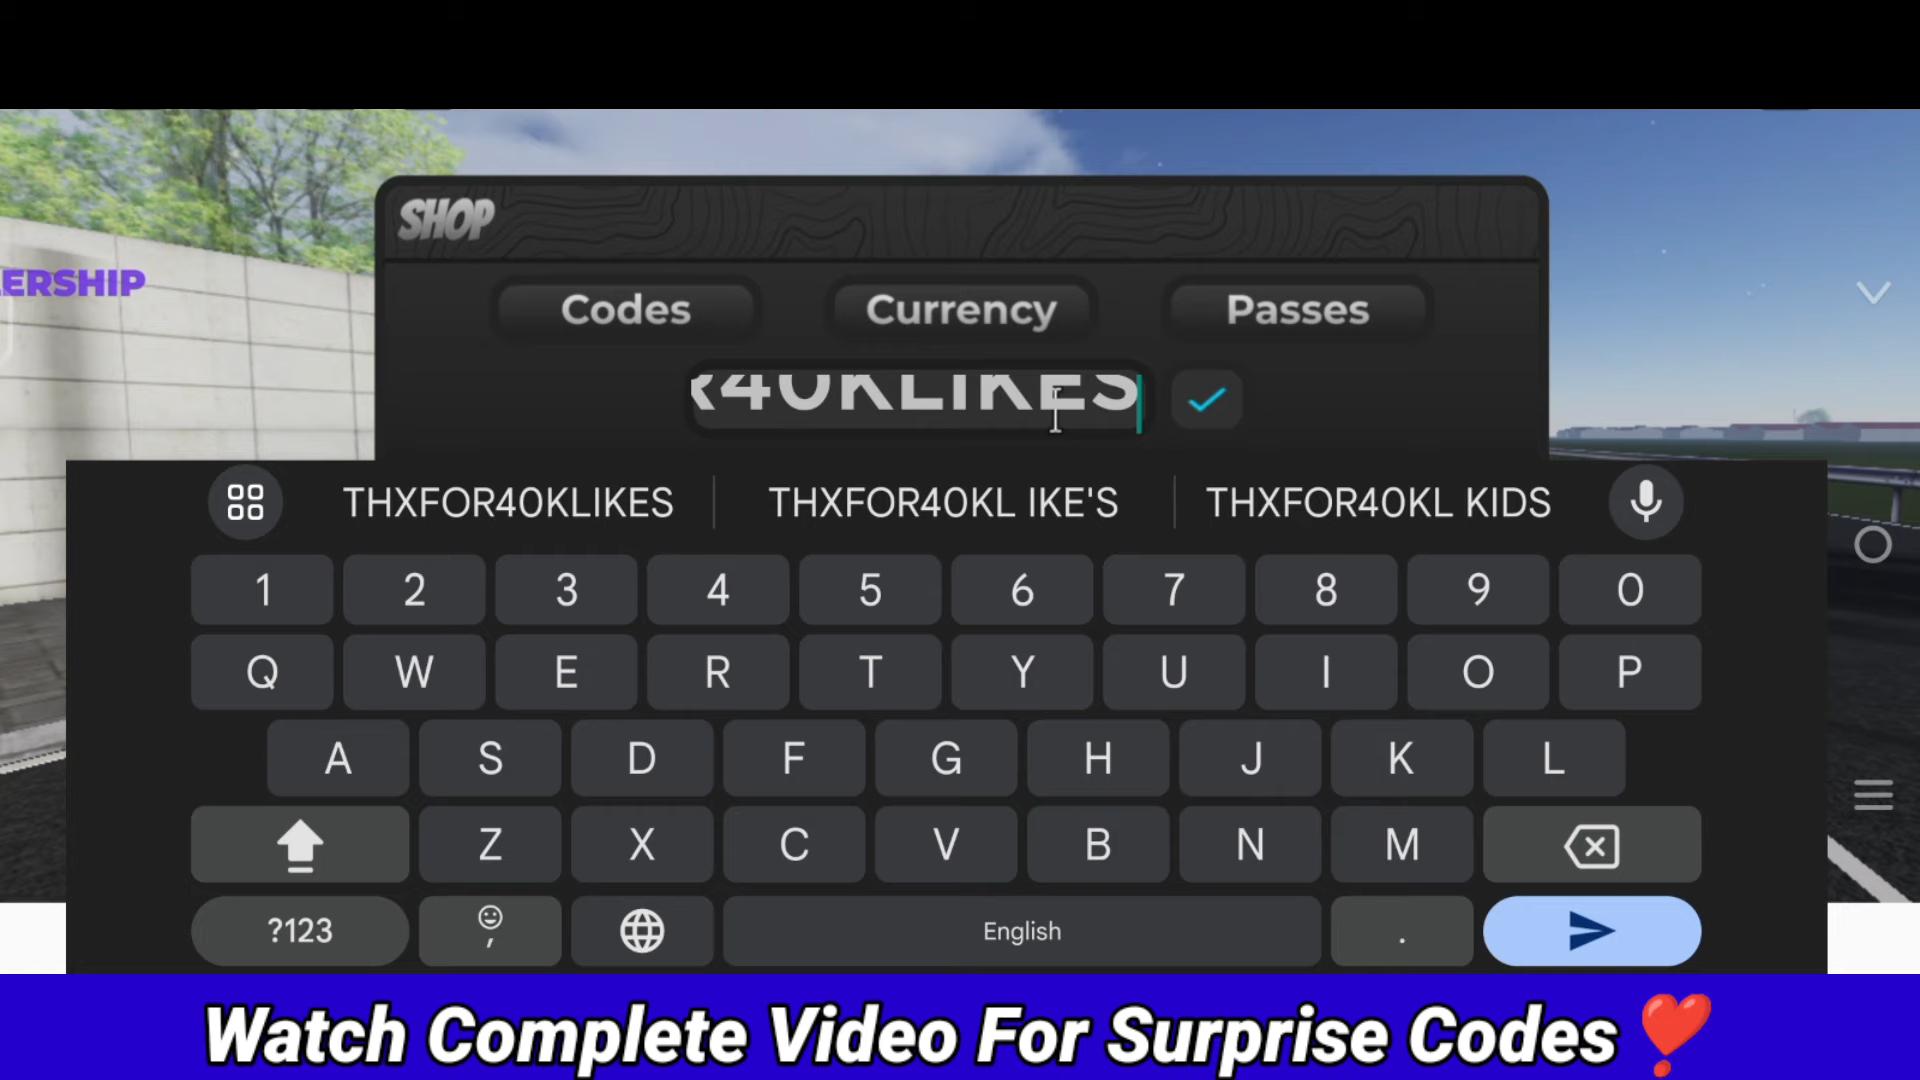 SHOP
ERSHIP
Codes Currency Passes
R40KLIKES
THXFOR40KLIKES THXFOR40KL IKE'S THXFOR40KL KIDS
1 2 3 4 5 6 7 8 9 0
Q W E R T Y U I O P
A S D F G H J K L
Z X C V B N M
?123 , English .
Watch Complete Video For Surprise Codes ❣️